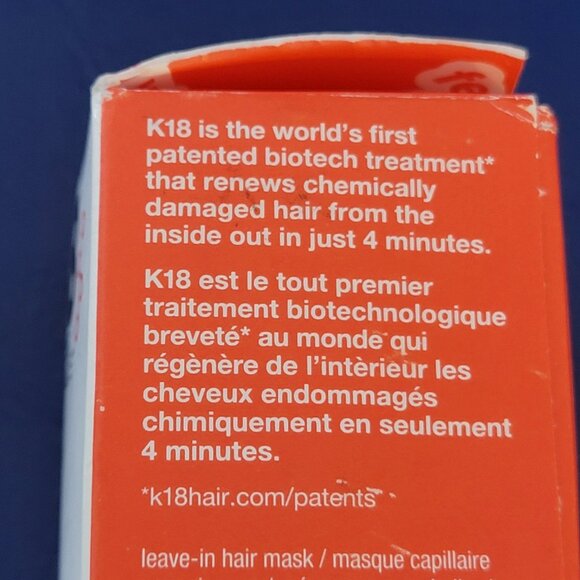 K18 is the world's first
patented biotech treatment*
that renews chemically
damaged hair from the
inside out in just 4 minutes.
K18 est le tout premier
traitement biotechnologique
breveté* au monde qui
régènère de l'intèrieur les
cheveux endommagés
chimiquement en seulement
4 minutes.
*k18hair.com/patents
leave-in hair mask / masque capillaire